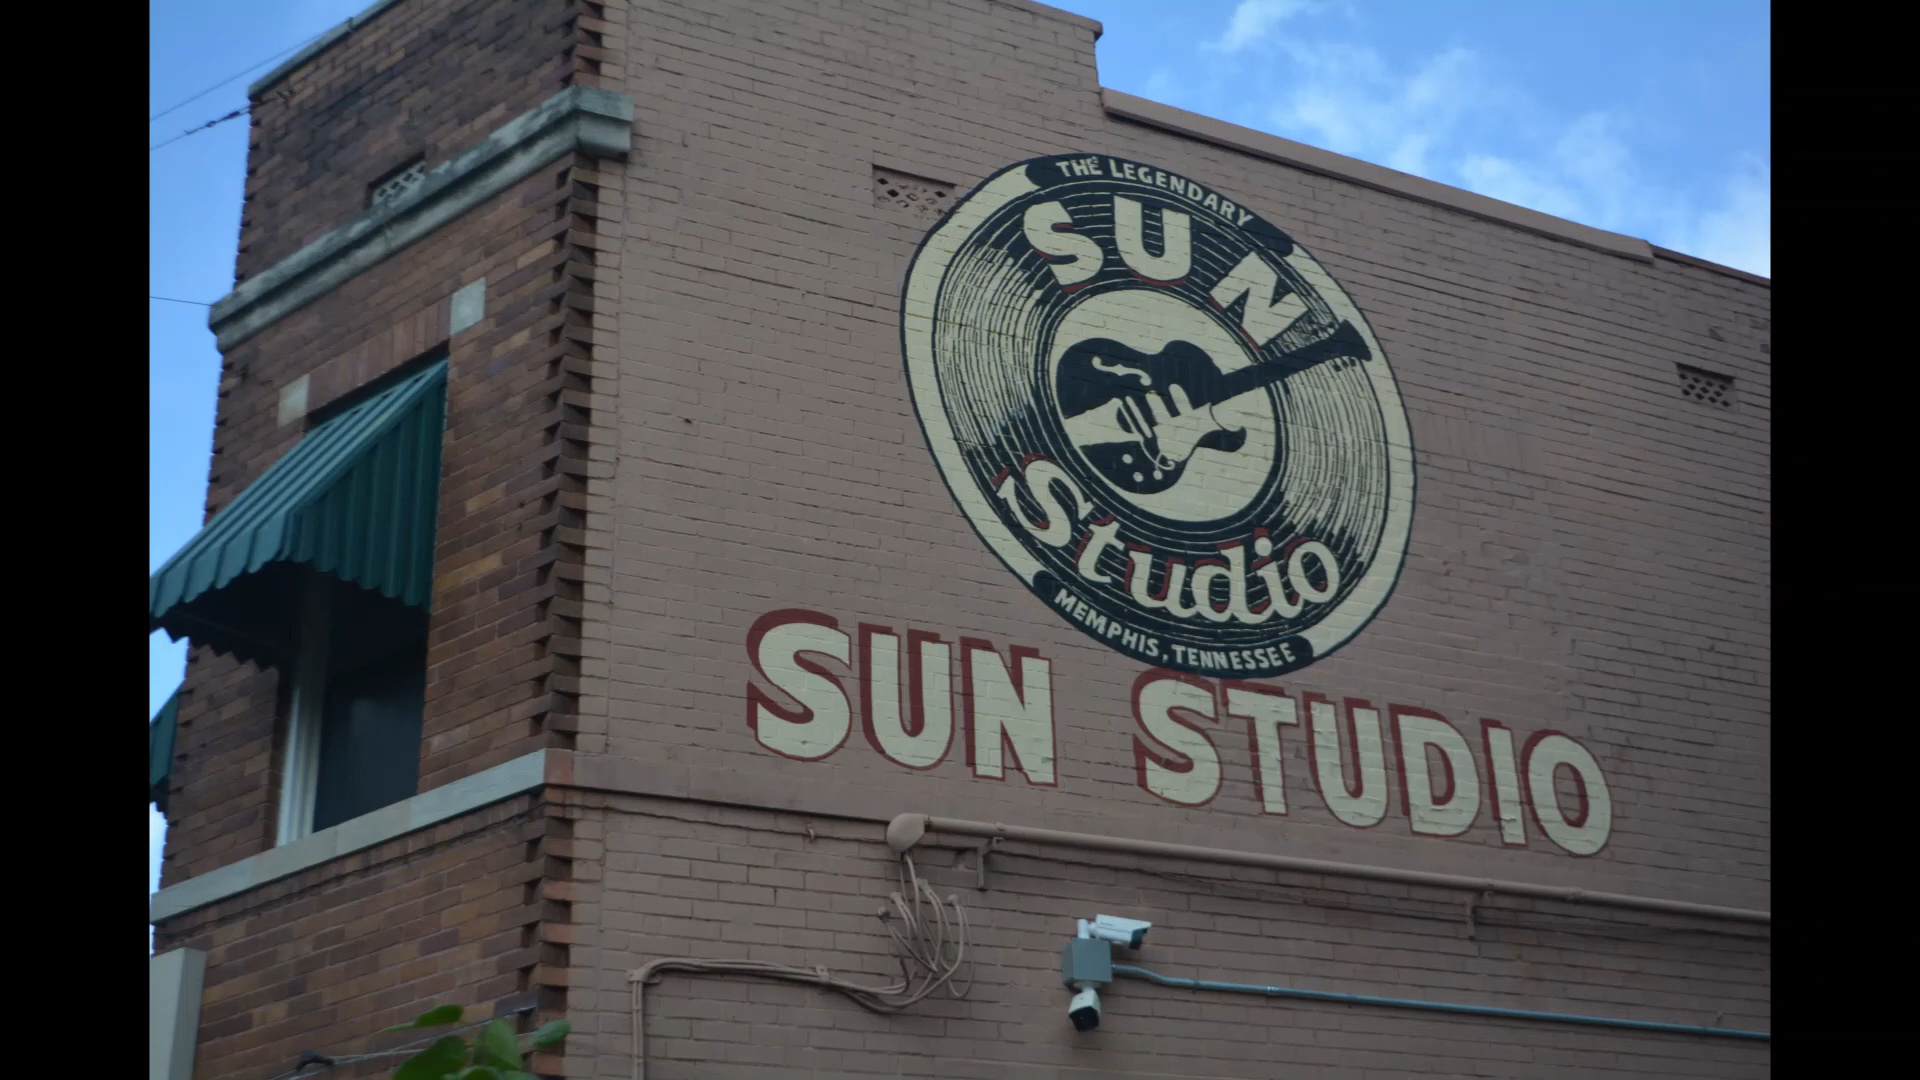 THE LEGENDARY
SUN
Studio
MEMPHIS, TENNESSEE
SUN STUDIO